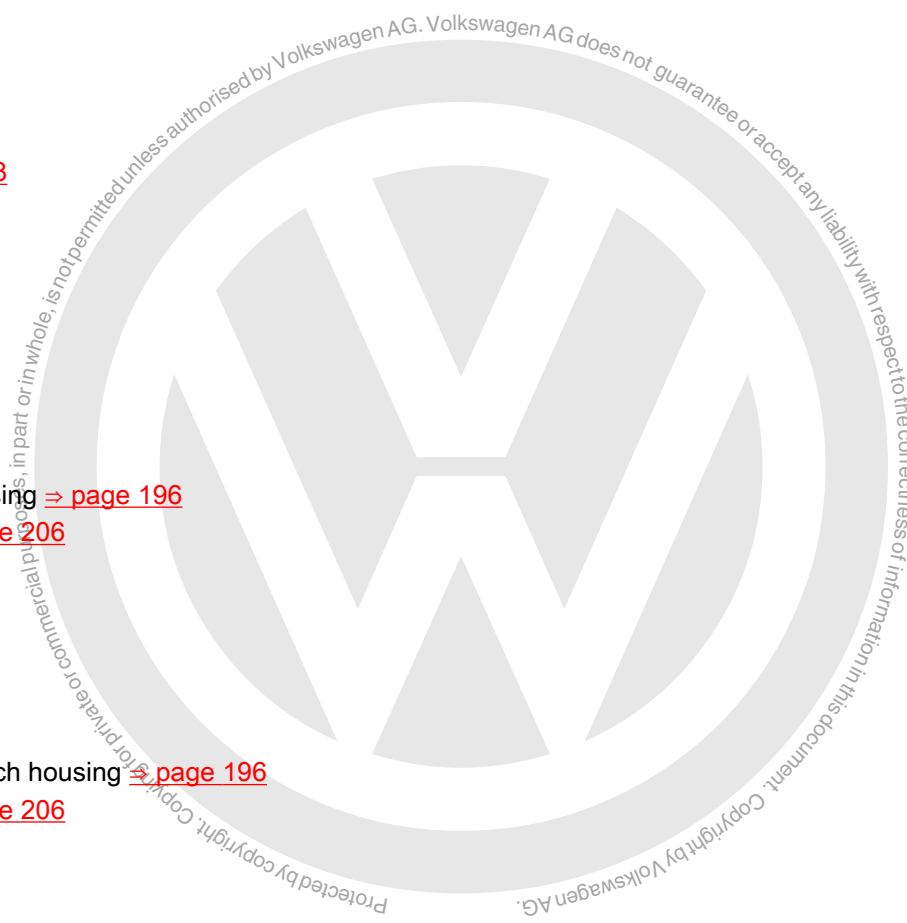 Protected by copyright. Copying for private or commercial purposes, in part or in whole, is not permitted unless authorised by Volkswagen AG. Volkswagen AG does not guarantee or accept any liability with respect to the correctness of information in this document. Copyright by Volkswagen AG.
3
sing ⇒ page 196
e 206
ch housing ⇒ page 196
e 206